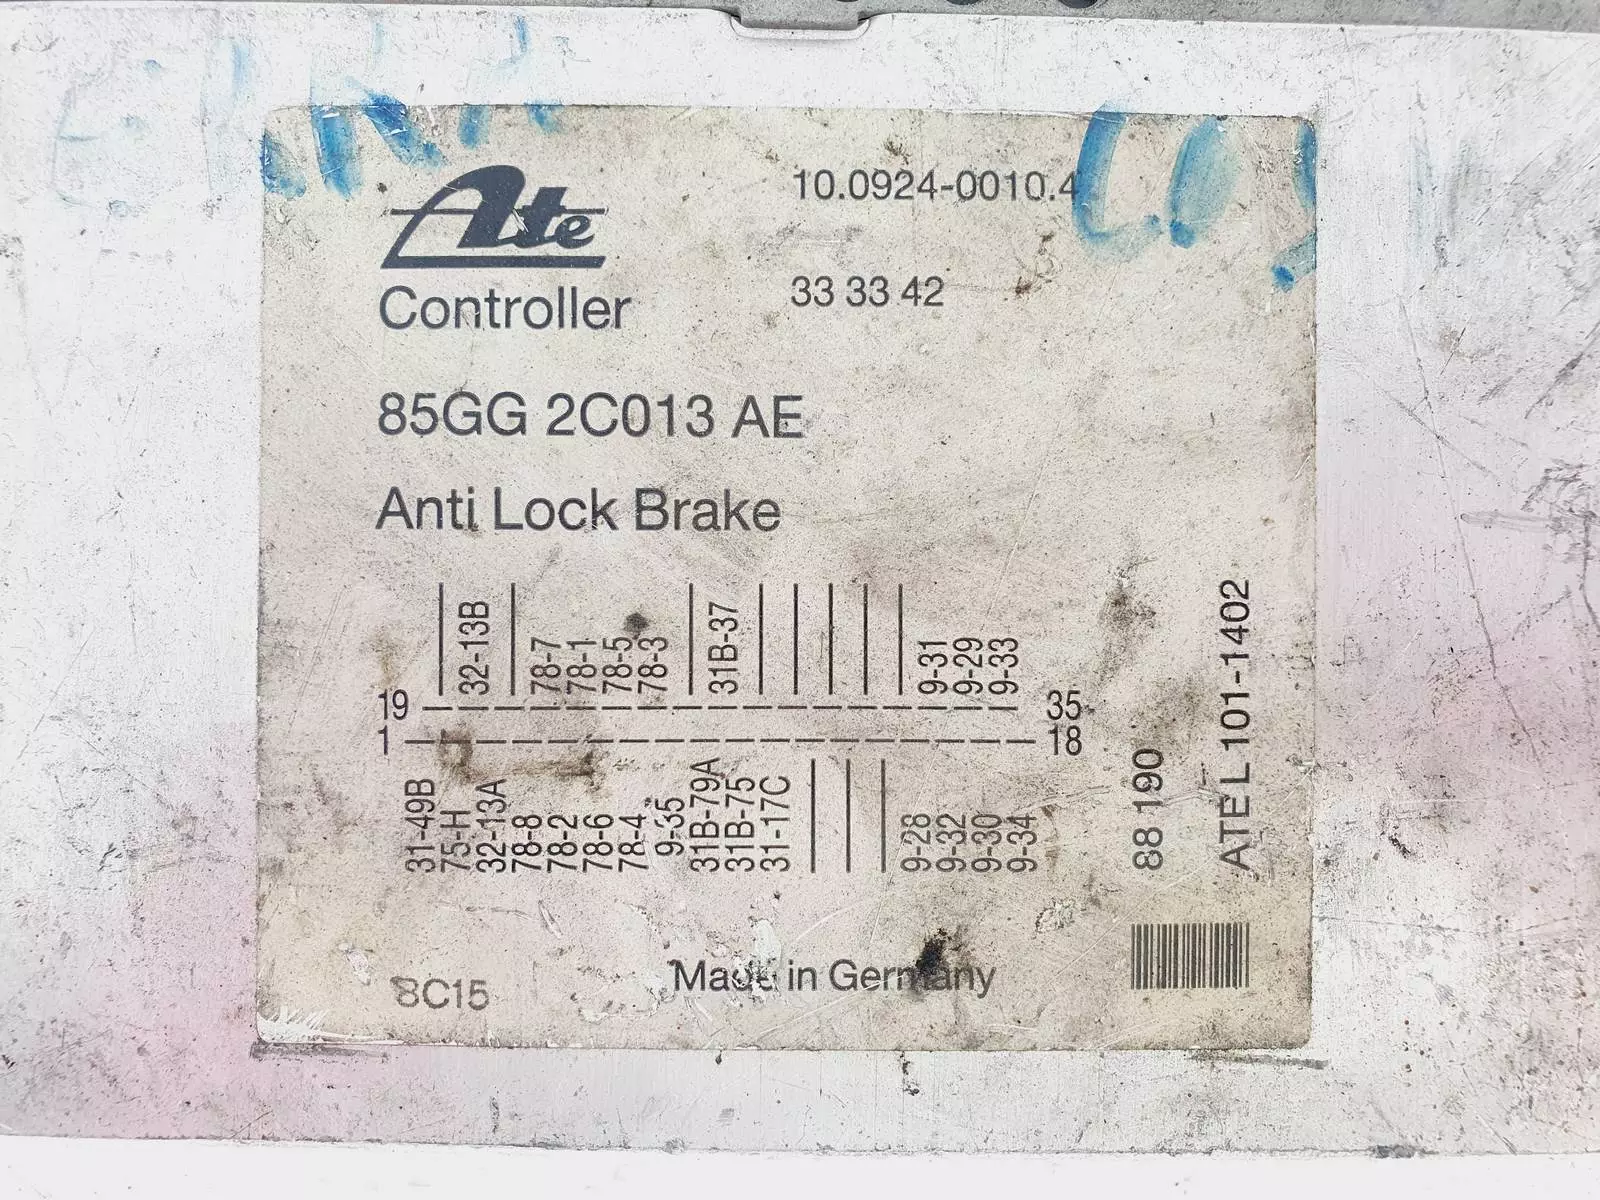 Ate
10.0924-0010.4
Controller
33 33 42
85GG 2C013 AE
Anti Lock Brake
32-13B
78-7
78-1
78-5
78-3
31B-37
9-31
9-29
9-33
19
35
1
18
31-49B
75-H
32-13A
78-8
78-2
78-6
78-4
9-35
31B-79A
31B-75
31-17C
9-28
9-32
9-30
9-34
88 190
ATE L 101-1402
8C15
Made in Germany